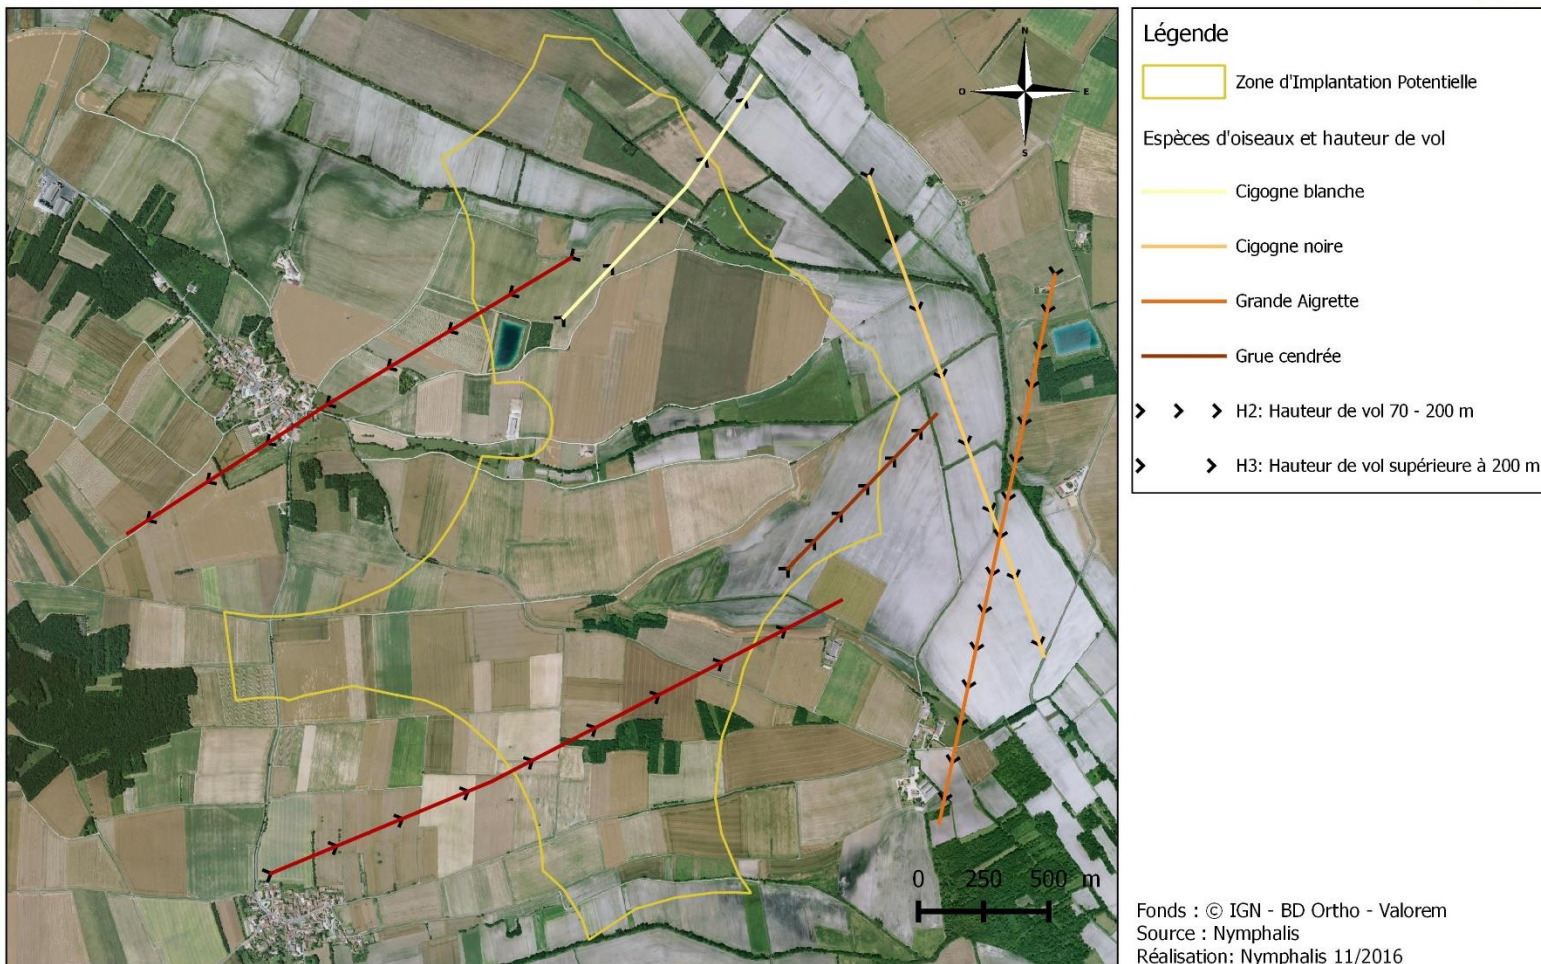 N
O
E
S
0 250 500 m
Légende
Zone d'Implantation Potentielle
Espèces d'oiseaux et hauteur de vol
Cigogne blanche
Cigogne noire
Grande Aigrette
Grue cendrée
H2: Hauteur de vol 70 - 200 m
H3: Hauteur de vol supérieure à 200 m
Fonds : © IGN - BD Ortho - Valorem
Source : Nymphalis
Réalisation: Nymphalis 11/2016